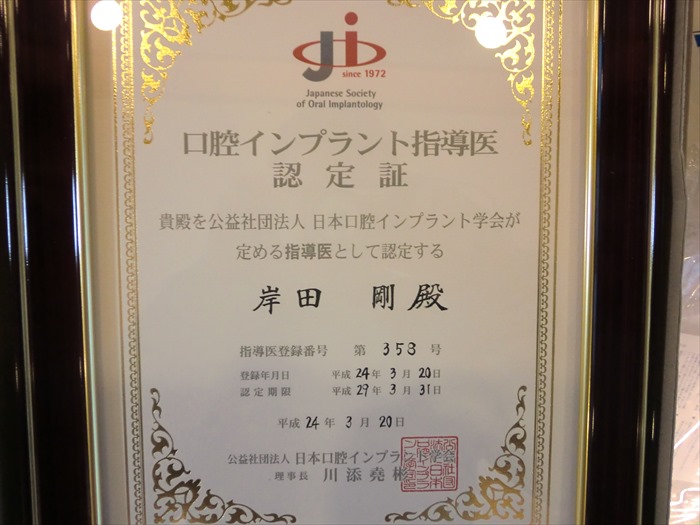 since 1972
Japanese Society
of Oral Implantology
口腔インプラント指導医
認定証
貴殿を公益社団法人 日本口腔インプラント学会が
定める指導医として認定する
岸田 剛殿
指導医登録番号 第 358 号
登録年月日 平成 24年 3月 20日
認定期限 平成 29年 3月 31日
平成 24年 3月 20日
公益社団法人 日本口腔インプラン
理事長 川添堯彬